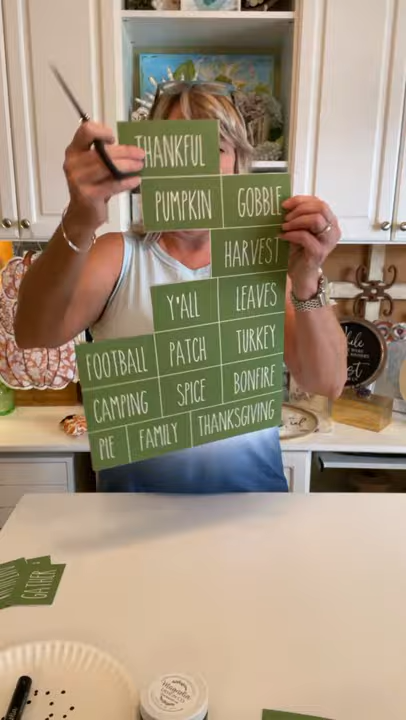 THANKFUL
PUMPKIN GOBBLE
HARVEST
Y'ALL LEAVES
FOOTBALL PATCH TURKEY
CAMPING SPICE BONFIRE
PIE FAMILY THANKSGIVING
GATHER